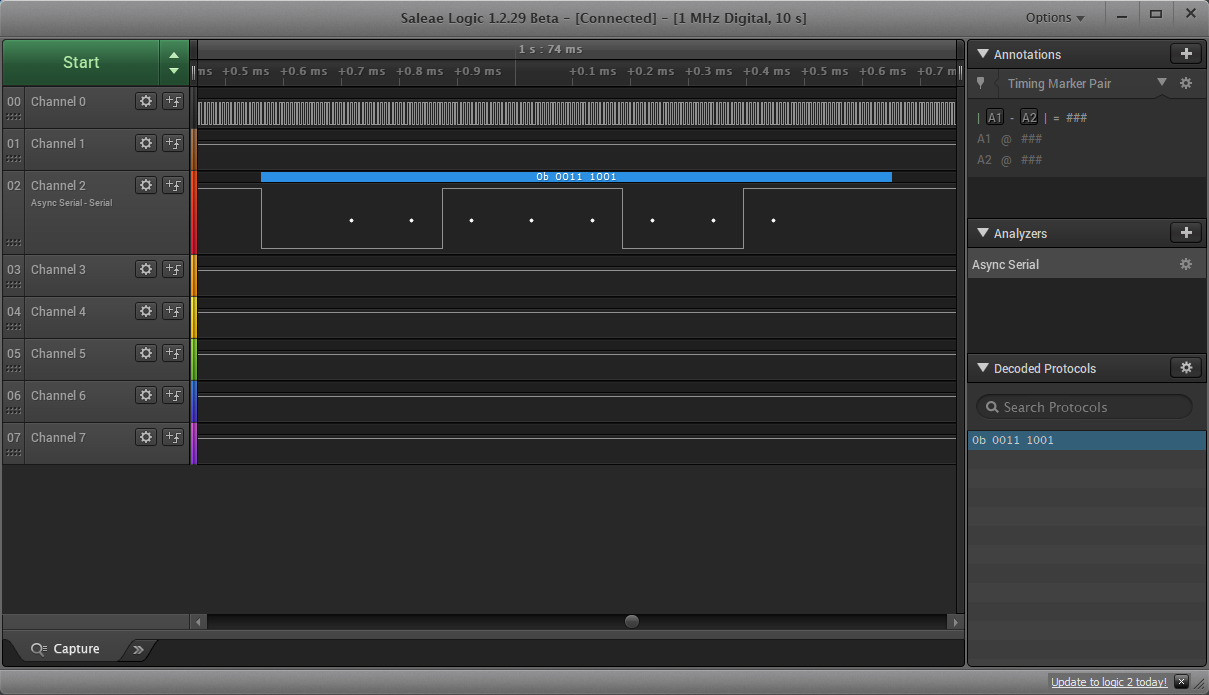 Saleae Logic 1.2.29 Beta - [Connected] - [1 MHz Digital, 10 s]
Options
Start
1 s : 74 ms
ms +0.5 ms +0.6 ms +0.7 ms +0.8 ms +0.9 ms +0.1 ms +0.2 ms +0.3 ms +0.4 ms +0.5 ms +0.6 ms +0.7 m
00 Channel 0
01 Channel 1
02 Channel 2
Async Serial - Serial
0b 0011 1001
03 Channel 3
04 Channel 4
05 Channel 5
06 Channel 6
07 Channel 7
Capture
Annotations
Timing Marker Pair
| A1 - A2 | = ###
A1 @ ###
A2 @ ###
Analyzers
Async Serial
Decoded Protocols
Search Protocols
0b 0011 1001
Update to logic 2 today!